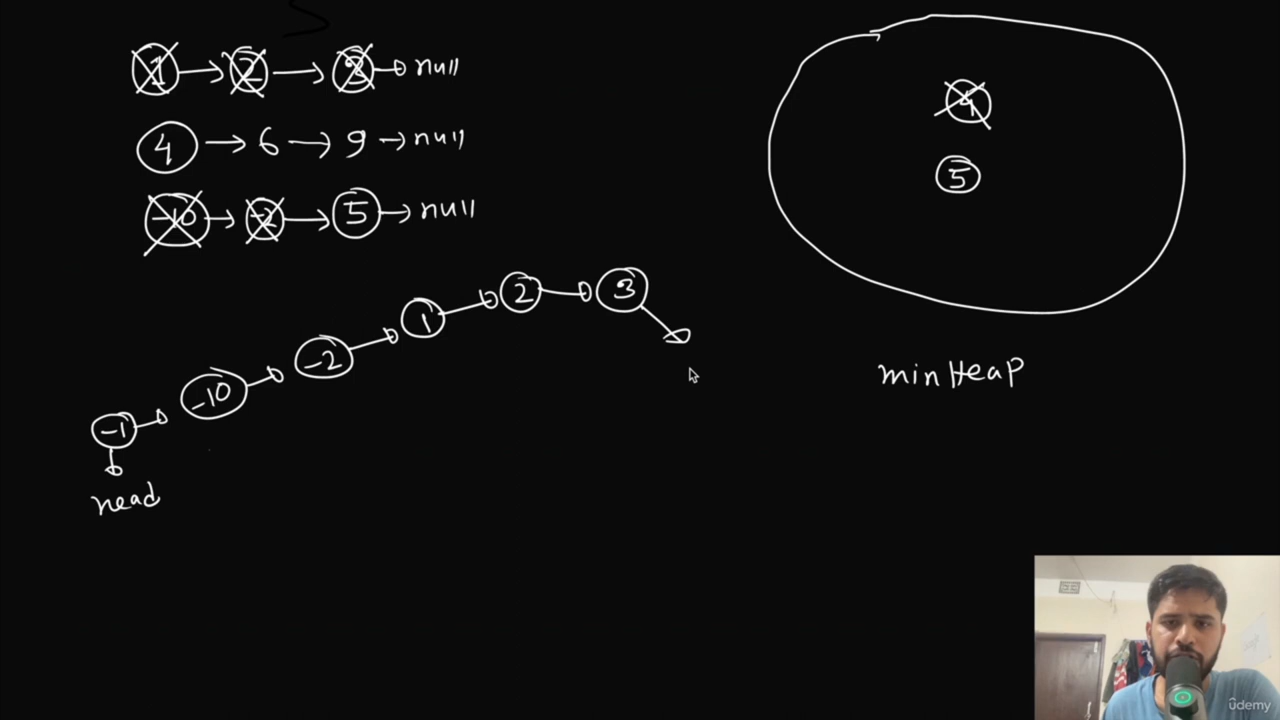 1 → 2 → 3 → null
4 → 6 → 9 → null
-10 → -2 → 5 → null
4
5
minHeap
-1 → -10 → -2 → 1 → 2 → 3 →
head
ûdemy